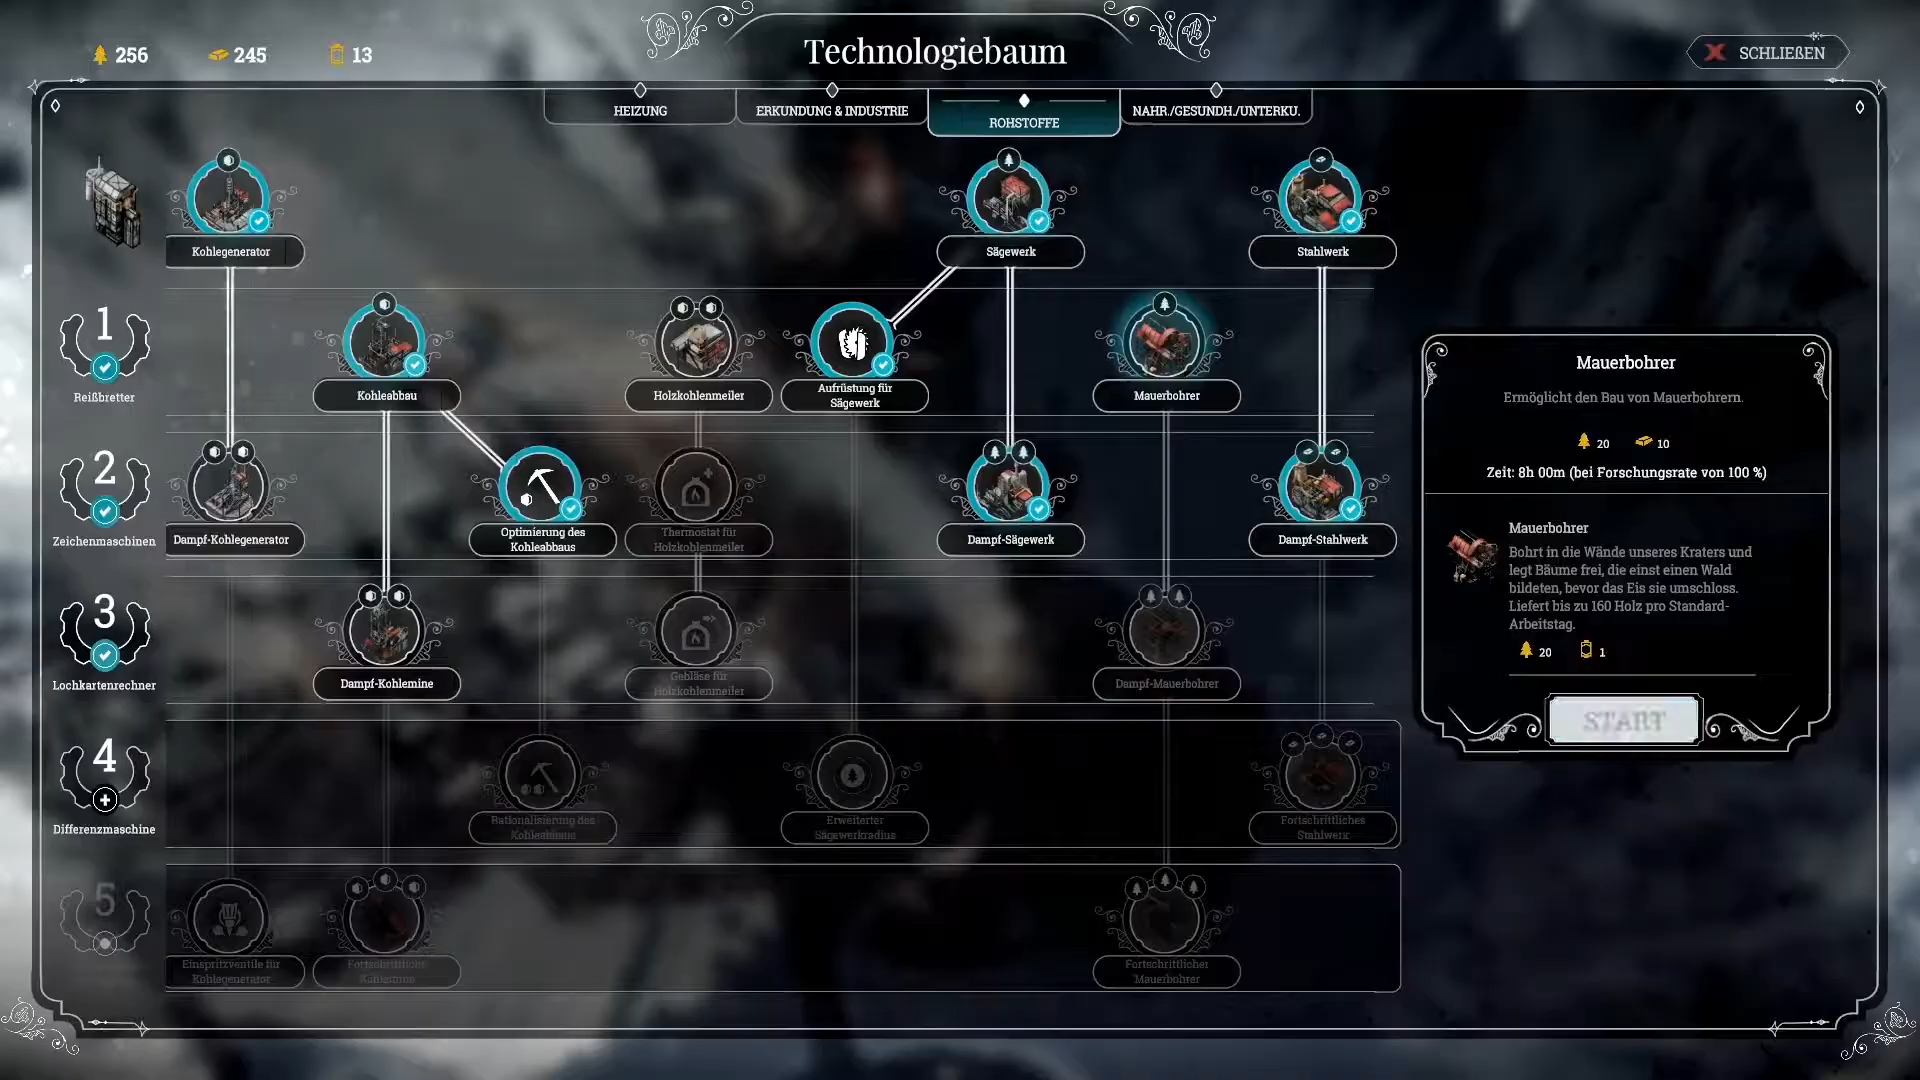 256 245 13
Technologiebaum
SCHLIEẞEN
HEIZUNG
ERKUNDUNG & INDUSTRIE
ROHSTOFFE
NAHR./GESUNDH./UNTERKU.
Kohlegenerator
Sägewerk
Stahlwerk
1
Reißbretter
Kohleabbau
Holzkohlenmeiler
Aufrüstung für
Sägewerk
Mauerbohrer
2
Zeichenmaschinen
Dampf-Kohlegenerator
Optimierung des
Kohleabbaus
Thermostat für
Holzkohlenmeiler
Dampf-Sägewerk
Dampf-Stahlwerk
3
Lochkartenrechner
Dampf-Kohlemine
Gebläse für
Holzkohlenmeiler
Dampf-Mauerbohrer
4
Differenzmaschine
Rationalisierung des
Kohleabbaus
Erweiterter
Sägewerkradius
Fortschrittliches
Stahlwerk
5
Einspritzventile für
Kohlegenerator
Fortschrittliche
Kohlemine
Fortschrittlicher
Mauerbohrer
Mauerbohrer
Ermöglicht den Bau von Mauerbohrern.
20 10
Zeit: 8h 00m (bei Forschungsrate von 100 %)
Mauerbohrer
Bohrt in die Wände unseres Kraters und
legt Bäume frei, die einst einen Wald
bildeten, bevor das Eis sie umschloss.
Liefert bis zu 160 Holz pro Standard-
Arbeitstag.
20 1
START